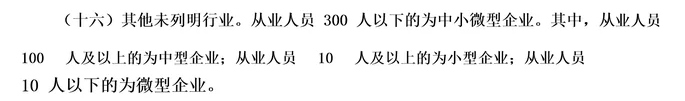 （十六）其他未列明行业。从业人员 300 人以下的为中小微型企业。其中，从业人员
100 人及以上的为中型企业；从业人员 10 人及以上的为小型企业；从业人员
10 人以下的为微型企业。